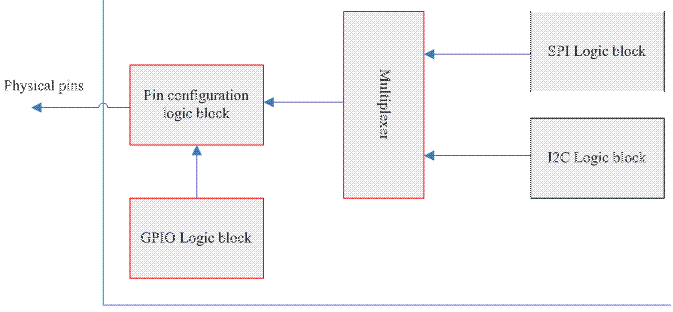 SPI Logic block
Physical pins
Pin configuration
logic block
Multiplexer
I2C Logic block
GPIO Logic block